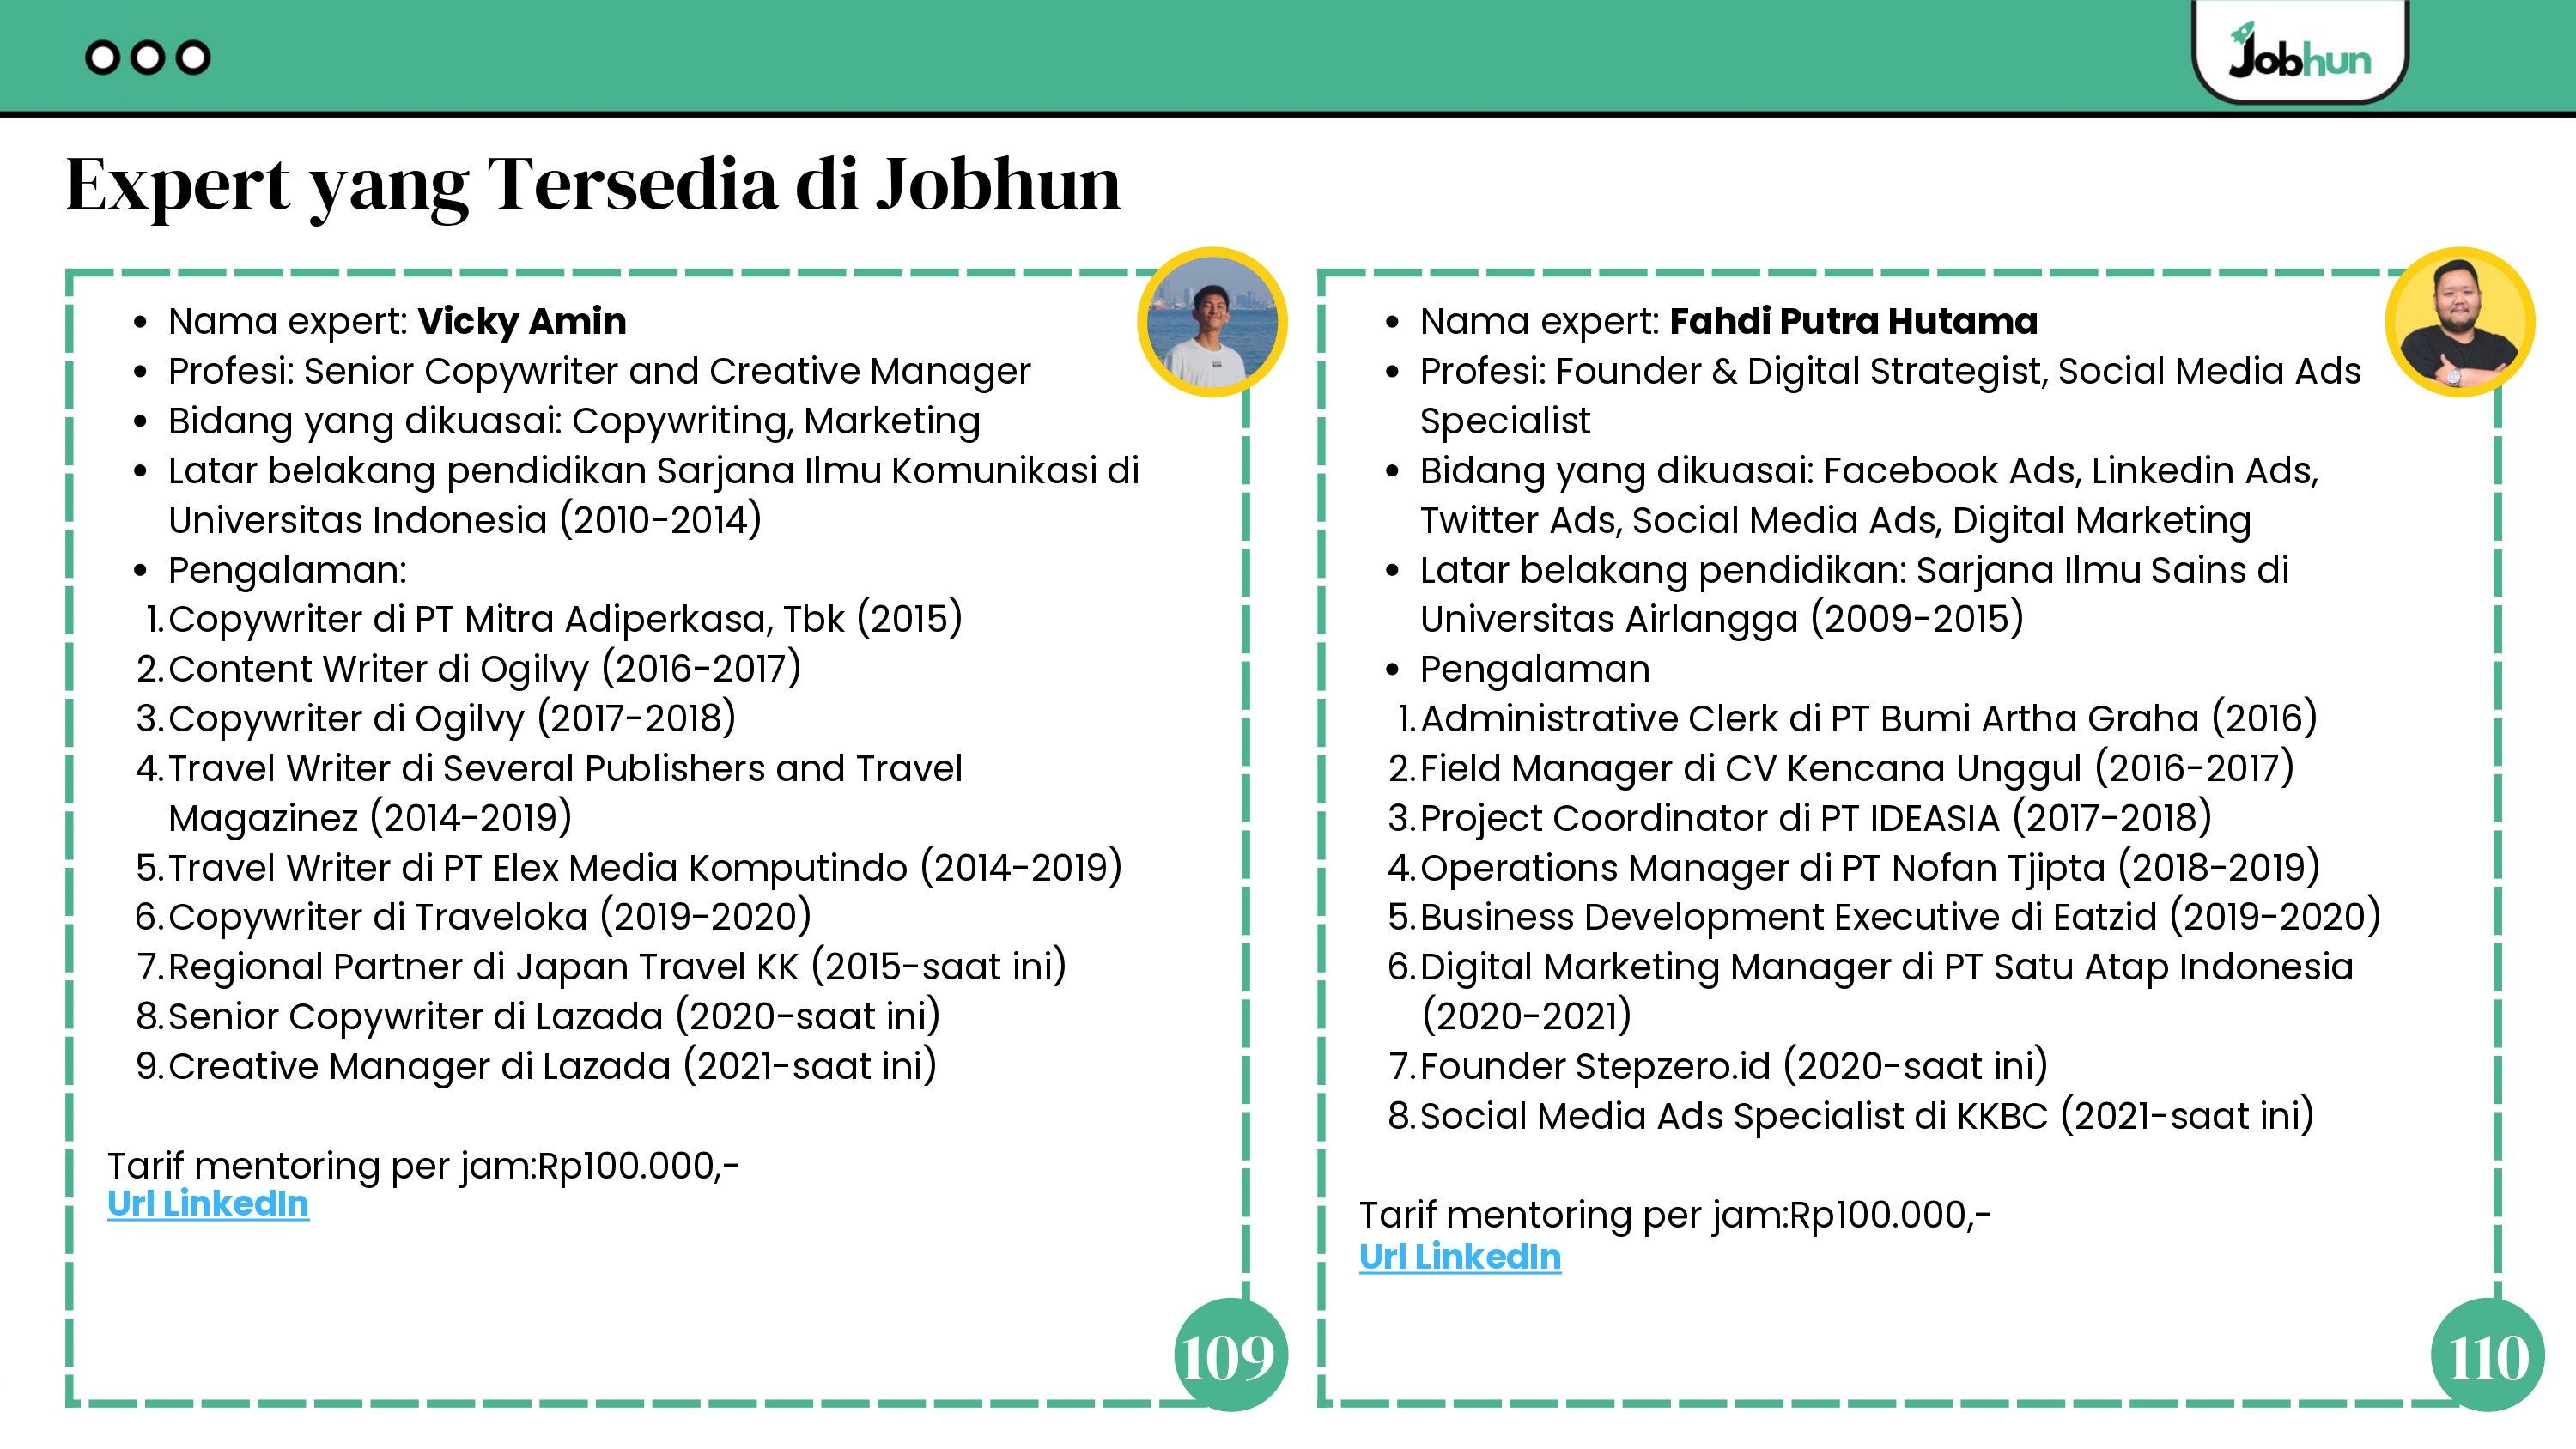 Jobhun
Expert yang Tersedia di Jobhun
• Nama expert: Vicky Amin
• Profesi: Senior Copywriter and Creative Manager
• Bidang yang dikuasai: Copywriting, Marketing
• Latar belakang pendidikan Sarjana Ilmu Komunikasi di
Universitas Indonesia (2010-2014)
• Pengalaman:
1. Copywriter di PT Mitra Adiperkasa, Tbk (2015)
2. Content Writer di Ogilvy (2016-2017)
3. Copywriter di Ogilvy (2017-2018)
4. Travel Writer di Several Publishers and Travel
Magazinez (2014-2019)
5. Travel Writer di PT Elex Media Komputindo (2014-2019)
6. Copywriter di Traveloka (2019-2020)
7. Regional Partner di Japan Travel KK (2015-saat ini)
8. Senior Copywriter di Lazada (2020-saat ini)
9. Creative Manager di Lazada (2021-saat ini)
Tarif mentoring per jam:Rp100.000,-
Url LinkedIn
109
• Nama expert: Fahdi Putra Hutama
• Profesi: Founder & Digital Strategist, Social Media Ads
Specialist
• Bidang yang dikuasai: Facebook Ads, Linkedin Ads,
Twitter Ads, Social Media Ads, Digital Marketing
• Latar belakang pendidikan: Sarjana Ilmu Sains di
Universitas Airlangga (2009-2015)
• Pengalaman
1. Administrative Clerk di PT Bumi Artha Graha (2016)
2. Field Manager di CV Kencana Unggul (2016-2017)
3. Project Coordinator di PT IDEASIA (2017-2018)
4. Operations Manager di PT Nofan Tjipta (2018-2019)
5. Business Development Executive di Eatzid (2019-2020)
6. Digital Marketing Manager di PT Satu Atap Indonesia
(2020-2021)
7. Founder Stepzero.id (2020-saat ini)
8. Social Media Ads Specialist di KKBC (2021-saat ini)
Tarif mentoring per jam:Rp100.000,-
Url LinkedIn
110